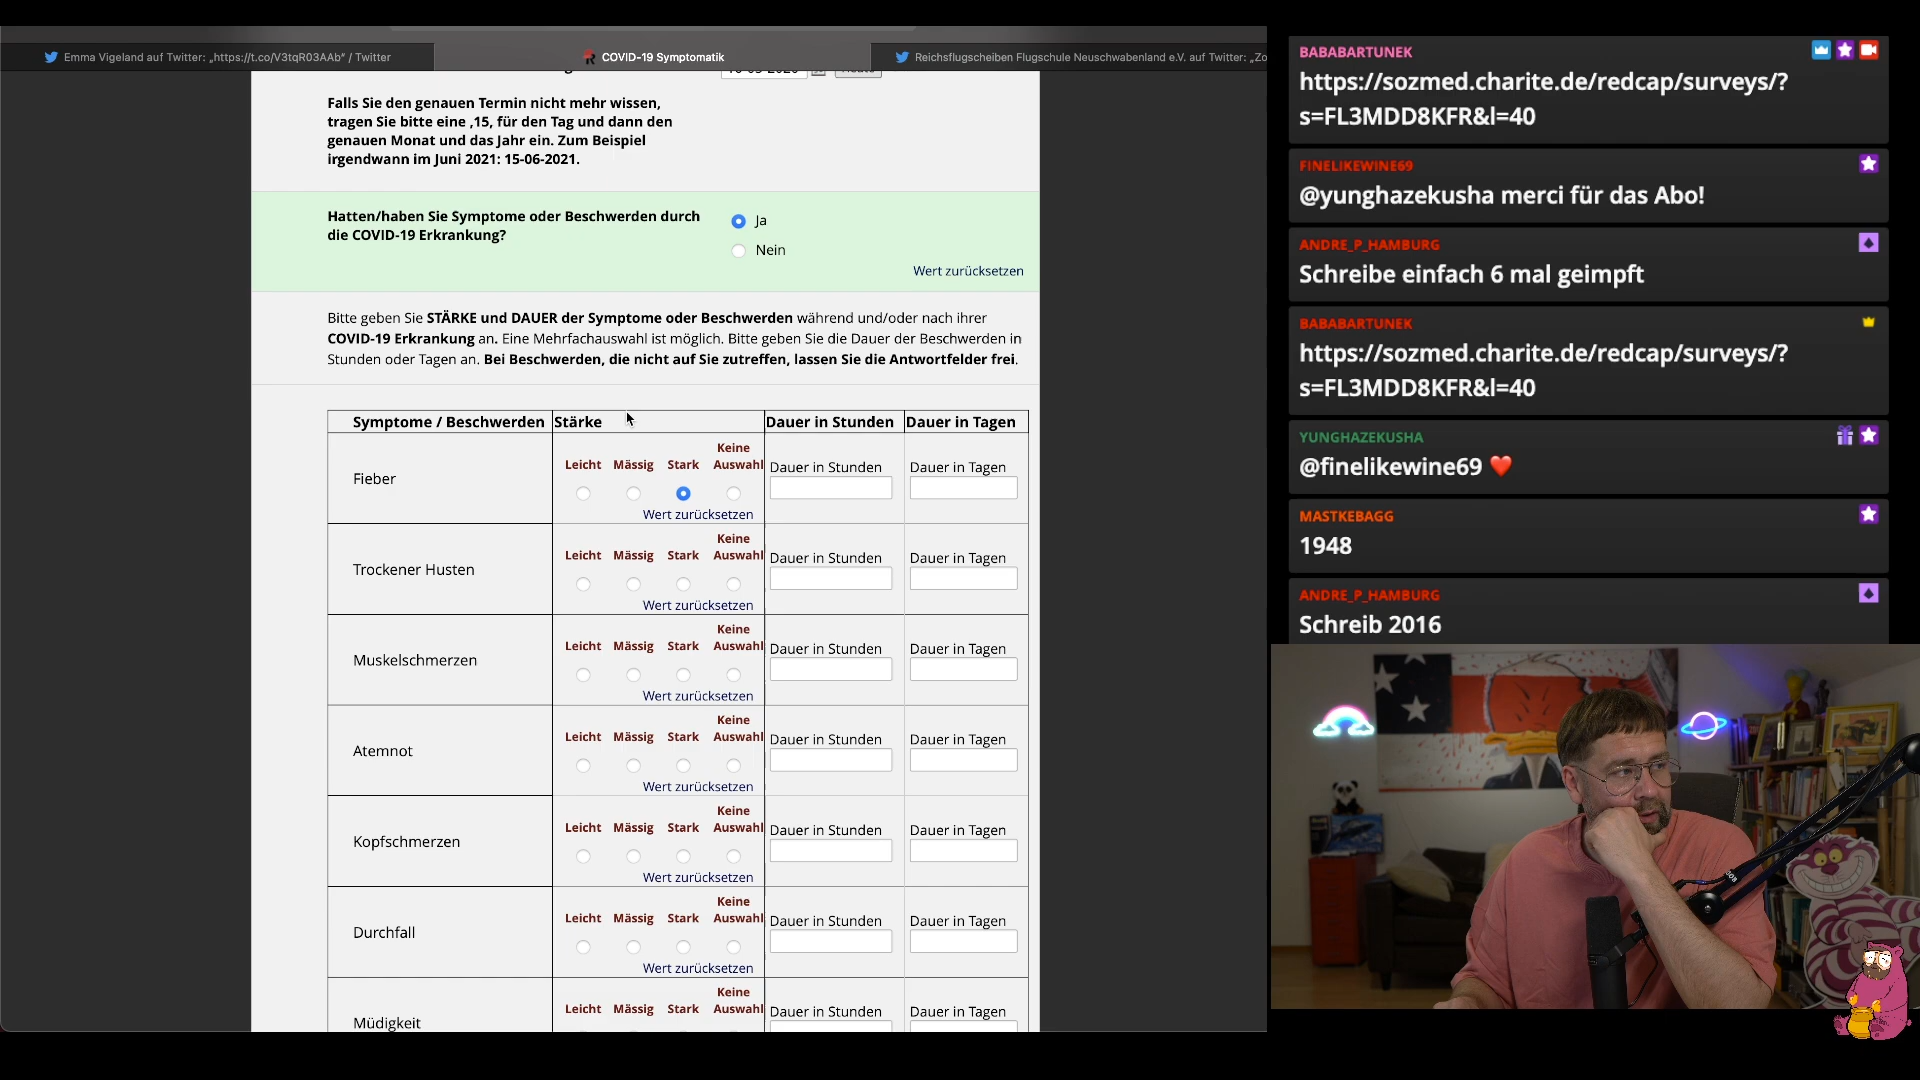 Emma Vigeland auf Twitter: „https://t.co/V3tqR03AAb“ / Twitter
COVID-19 Symptomatik
Reichsflugscheiben Flugschule Neuschwabenland e.V. auf Twitter: „Zo
Falls Sie den genauen Termin nicht mehr wissen,
tragen Sie bitte eine ,15, für den Tag und dann den
genauen Monat und das Jahr ein. Zum Beispiel
irgendwann im Juni 2021: 15-06-2021.
Hatten/haben Sie Symptome oder Beschwerden durch
die COVID-19 Erkrankung?
Ja
Nein
Wert zurücksetzen
Bitte geben Sie STÄRKE und DAUER der Symptome oder Beschwerden während und/oder nach ihrer
COVID-19 Erkrankung an. Eine Mehrfachauswahl ist möglich. Bitte geben Sie die Dauer der Beschwerden in
Stunden oder Tagen an. Bei Beschwerden, die nicht auf Sie zutreffen, lassen Sie die Antwortfelder frei.
Symptome / Beschwerden Stärke Dauer in Stunden Dauer in Tagen
Fieber
Leicht Mässig Stark Keine Auswahl
Wert zurücksetzen
Dauer in Stunden
Dauer in Tagen
Trockener Husten
Leicht Mässig Stark Keine Auswahl
Wert zurücksetzen
Dauer in Stunden
Dauer in Tagen
Muskelschmerzen
Leicht Mässig Stark Keine Auswahl
Wert zurücksetzen
Dauer in Stunden
Dauer in Tagen
Atemnot
Leicht Mässig Stark Keine Auswahl
Wert zurücksetzen
Dauer in Stunden
Dauer in Tagen
Kopfschmerzen
Leicht Mässig Stark Keine Auswahl
Wert zurücksetzen
Dauer in Stunden
Dauer in Tagen
Durchfall
Leicht Mässig Stark Keine Auswahl
Wert zurücksetzen
Dauer in Stunden
Dauer in Tagen
Müdigkeit
Leicht Mässig Stark Keine Auswahl
Dauer in Stunden
Dauer in Tagen
BABABARTUNEK
https://sozmed.charite.de/redcap/surveys/?
s=FL3MDD8KFR&l=40
FINELIKEWINE69
@yunghazekusha merci für das Abo!
ANDRE_P_HAMBURG
Schreibe einfach 6 mal geimpft
BABABARTUNEK
https://sozmed.charite.de/redcap/surveys/?
s=FL3MDD8KFR&l=40
YUNGHAZEKUSHA
@finelikewine69 ❤️
MASTKEBAGG
1948
ANDRE_P_HAMBURG
Schreib 2016